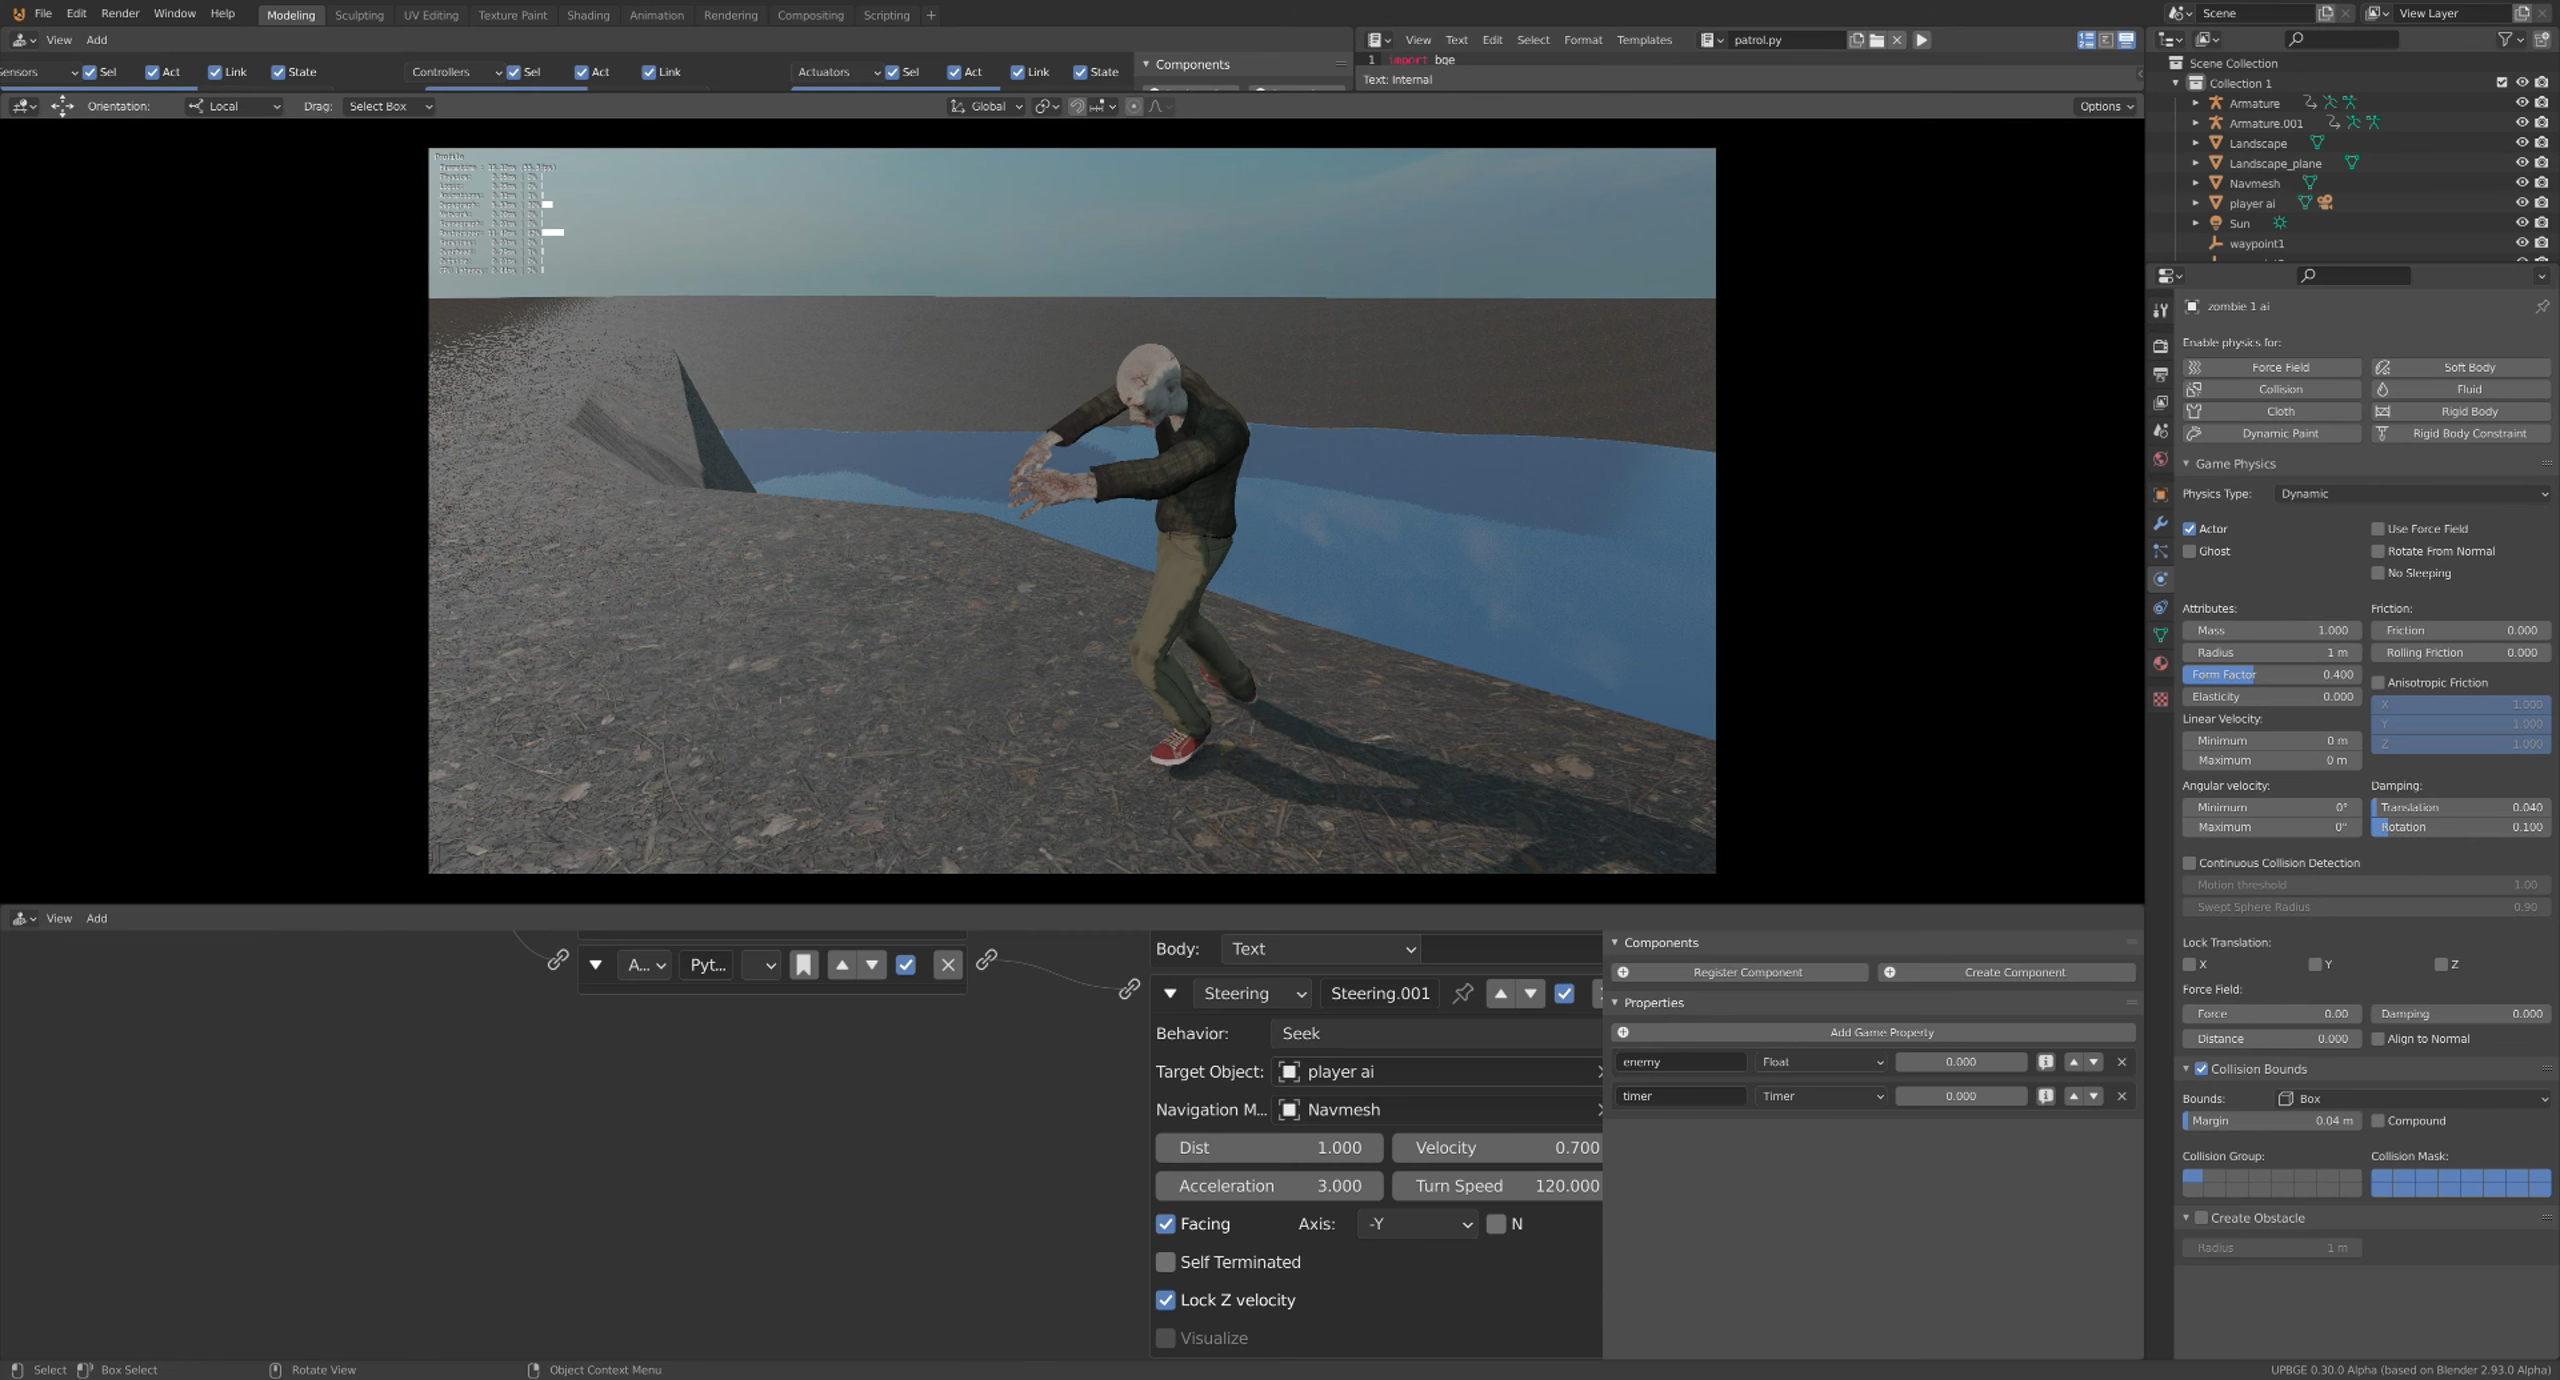 File Edit Render Window Help Modeling Sculpting UV Editing Texture Paint Shading Animation Rendering Compositing Scripting + Scene View Layer
View Add
View Text Edit Select Format Templates patrol.py
ensors Sel Act Link State Controllers Sel Act Link Actuators Sel Act Link State Components
1 import bge
Text: Internal
Orientation: Local Drag: Select Box Global Options
Scene Collection
Collection 1
Armature
Armature.001
Landscape
Landscape_plane
Navmesh
player ai
Sun
waypoint1
Profile
zombie 1 ai
Enable physics for:
Force Field Soft Body
Collision Fluid
Cloth Rigid Body
Dynamic Paint Rigid Body Constraint
Game Physics
Physics Type: Dynamic
Actor Use Force Field
Ghost Rotate From Normal
No Sleeping
Attributes: Friction:
Mass 1.000 Friction 0.000
Radius 1 m Rolling Friction 0.000
Form Factor 0.400 Anisotropic Friction
Elasticity 0.000 X 1.000
Linear Velocity: Y 1.000
Minimum 0 m Z 1.000
Maximum 0 m
Angular velocity: Damping:
Minimum 0° Translation 0.040
Maximum 0° Rotation 0.100
Continuous Collision Detection
Motion threshold 1.00
Swept Sphere Radius 0.90
Lock Translation:
X Y Z
Force Field:
Force 0.00 Damping 0.000
Distance 0.000 Align to Normal
Collision Bounds
Bounds: Box
Margin 0.04 m Compound
Collision Group: Collision Mask:
Create Obstacle
Radius 1 m
View Add
A... Pyt...
Body: Text
Steering Steering.001
Behavior: Seek
Target Object: player ai
Navigation M... Navmesh
Dist 1.000 Velocity 0.700
Acceleration 3.000 Turn Speed 120.000
Facing Axis: -Y N
Self Terminated
Lock Z velocity
Visualize
Components
Register Component Create Component
Properties
Add Game Property
enemy Float 0.000
timer Timer 0.000
Select Box Select Rotate View Object Context Menu UPBGE 0.30.0 Alpha (based on Blender 2.93.0 Alpha)